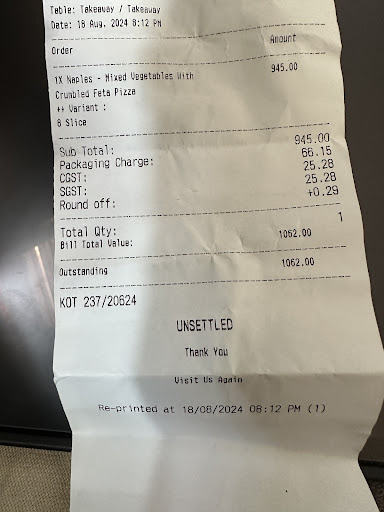 Table: Takeaway / Takeaway
Date: 18 Aug, 2024 8:12 PM
Order Amount
1X Naples - Mixed Vegetables With 945.00
Crumbled Feta Pizza
++ Variant :
6 Slice
Sub Total: 945.00
Packaging Charge: 66.15
CGST: 25.28
SGST: 25.28
Round off: +0.29
Total Qty: 1
Bill Total Value: 1062.00
Outstanding 1062.00
KOT 237/20624
UNSETTLED
Thank You
Visit Us Again
Re-printed at 18/08/2024 08:12 PM (1)